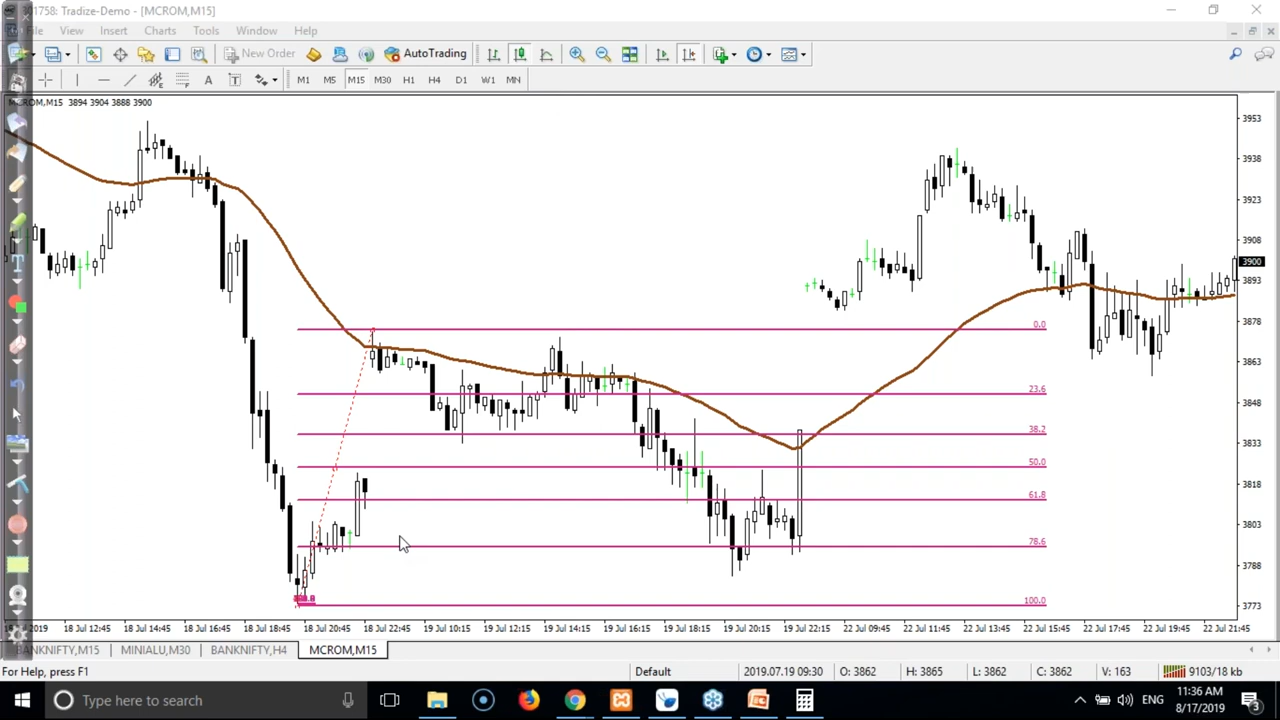 301758: Tradize-Demo - [MCROM,M15]
File View Insert Charts Tools Window Help
New Order AutoTrading
A T M1 M5 M15 M30 H1 H4 D1 W1 MN
MCROM,M15 3894 3904 3888 3900
3953
3938
3923
3908
3900
3893
3878
3863
3848
3833
3818
3803
3788
3773
0.0
23.6
38.2
50.0
61.8
78.6
100.0
2019 18 Jul 12:45 18 Jul 14:45 18 Jul 16:45 18 Jul 18:45 18 Jul 20:45 18 Jul 22:45 19 Jul 10:15 19 Jul 12:15 19 Jul 14:15 19 Jul 16:15 19 Jul 18:15 19 Jul 20:15 19 Jul 22:15 22 Jul 09:45 22 Jul 11:45 22 Jul 13:45 22 Jul 15:45 22 Jul 17:45 22 Jul 19:45 22 Jul 21:45
BANKNIFTY,M15 MINIALU,M30 BANKNIFTY,H4 MCROM,M15
For Help, press F1 Default 2019.07.19 09:30 O: 3862 H: 3865 L: 3862 C: 3862 V: 163 9103/18 kb
Type here to search ENG 11:36 AM
8/17/2019 3